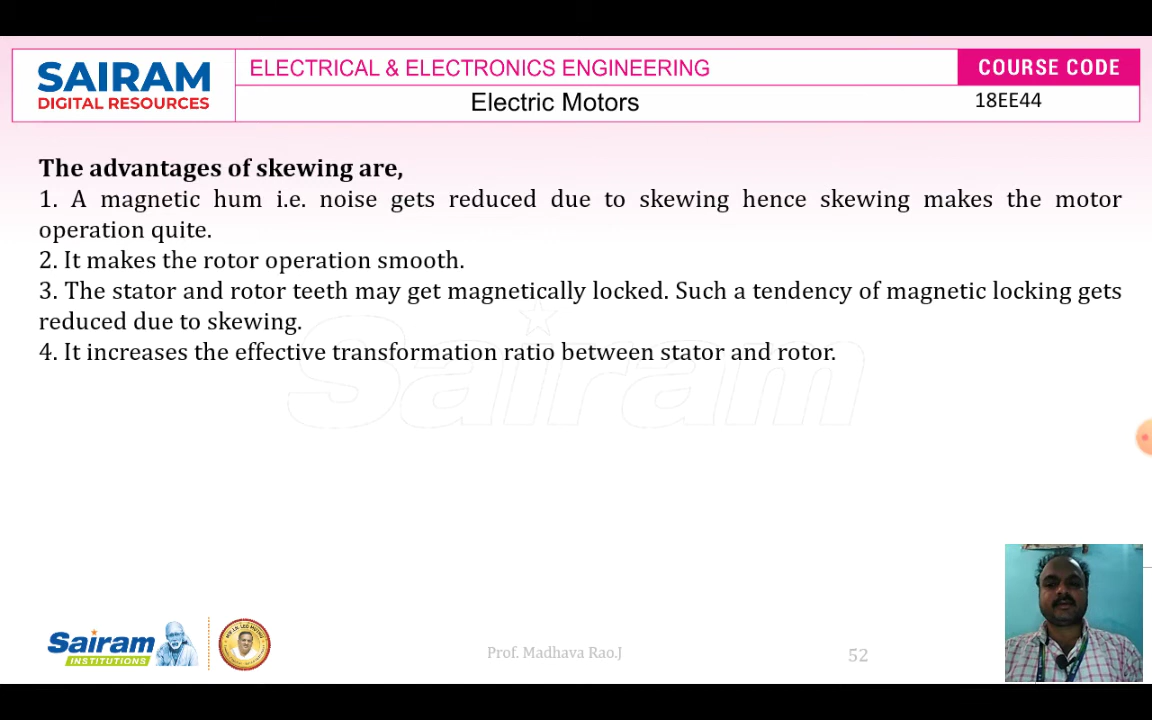 SAIRAM
DIGITAL RESOURCES
ELECTRICAL & ELECTRONICS ENGINEERING
COURSE CODE
Electric Motors
18EE44
The advantages of skewing are,
1. A magnetic hum i.e. noise gets reduced due to skewing hence skewing makes the motor
operation quite.
2. It makes the rotor operation smooth.
3. The stator and rotor teeth may get magnetically locked. Such a tendency of magnetic locking gets
reduced due to skewing.
4. It increases the effective transformation ratio between stator and rotor.
Sairam
Sairam
INSTITUTIONS
Prof. Madhava Rao.J
52